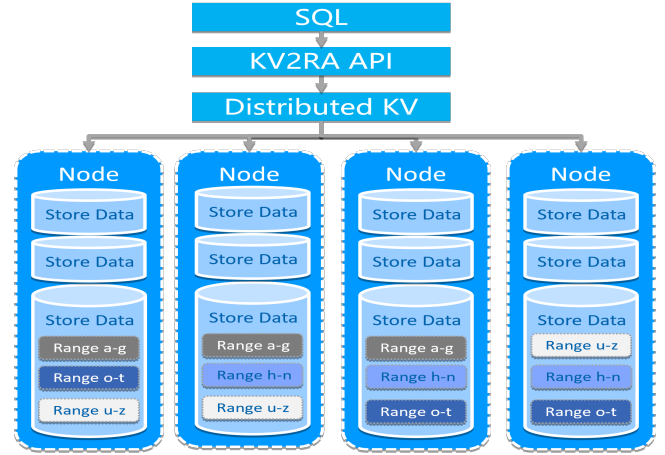 SQL
KV2RA API
Distributed KV
Node
Store Data
Store Data
Store Data
Range a-g
Range o-t
Range u-z
Node
Store Data
Store Data
Store Data
Range a-g
Range h-n
Range u-z
Node
Store Data
Store Data
Store Data
Range a-g
Range h-n
Range o-t
Node
Store Data
Store Data
Store Data
Range u-z
Range h-n
Range o-t